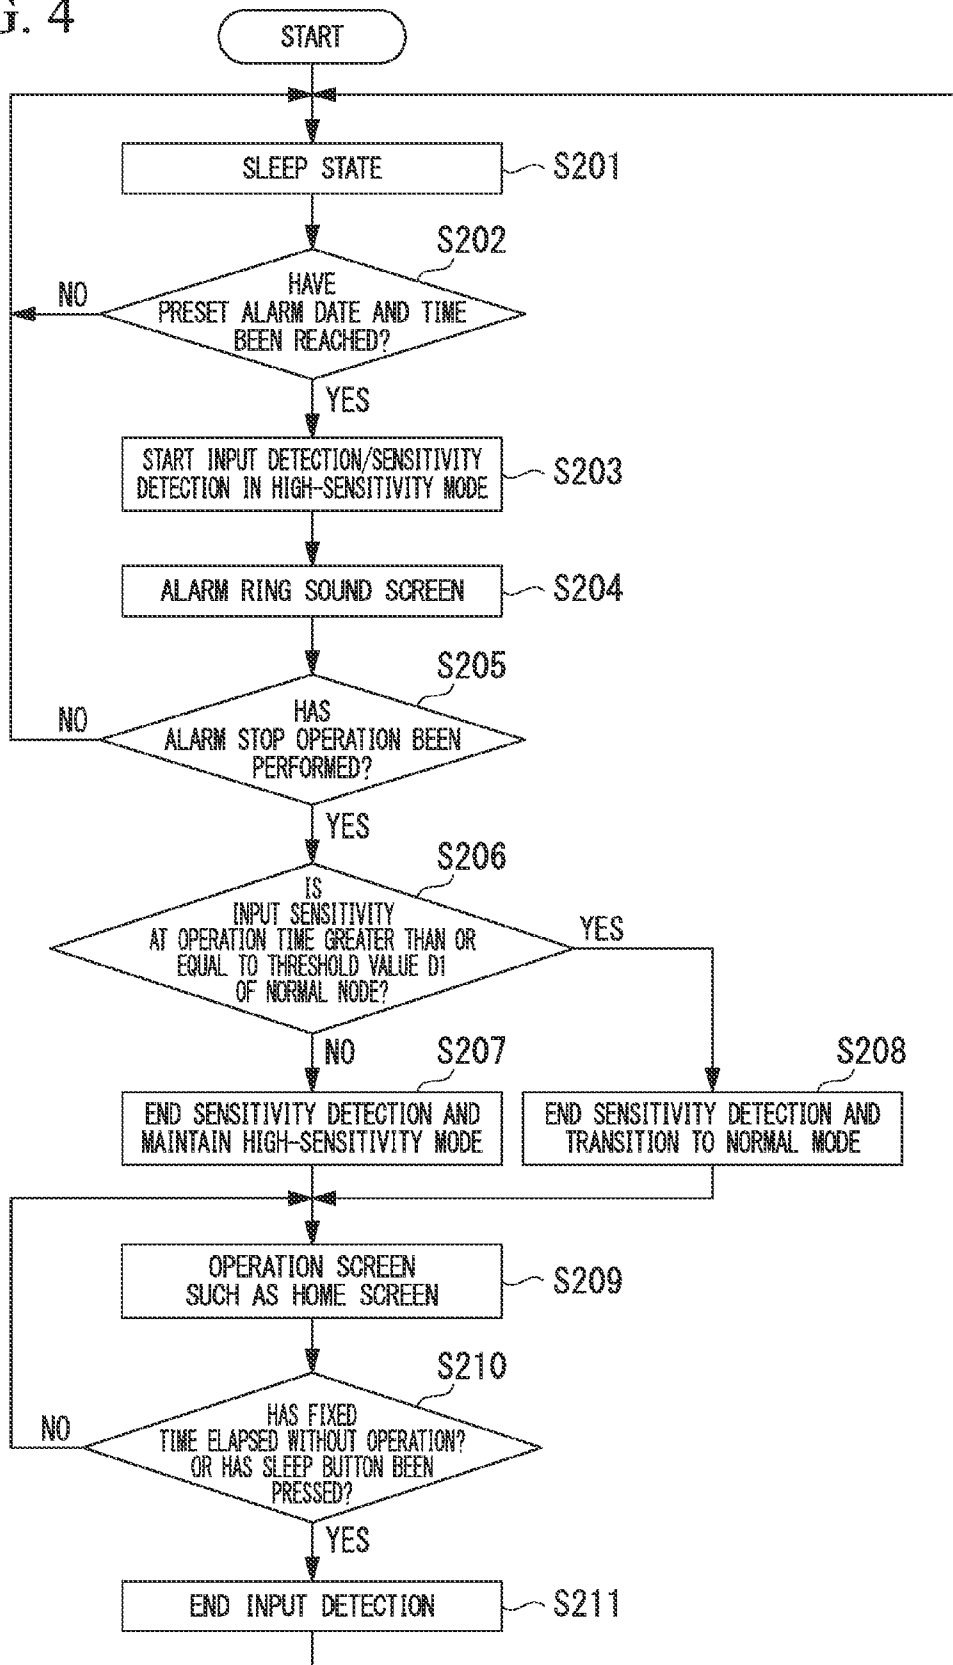 G. 4
START
SLEEP STATE
S201
S202
HAVE
PRESET ALARM DATE AND TIME
BEEN REACHED?
NO
YES
START INPUT DETECTION/SENSITIVITY
DETECTION IN HIGH-SENSITIVITY MODE
S203
ALARM RING SOUND SCREEN
S204
S205
HAS
ALARM STOP OPERATION BEEN
PERFORMED?
NO
YES
S206
IS
INPUT SENSITIVITY
AT OPERATION TIME GREATER THAN OR
EQUAL TO THRESHOLD VALUE D1
OF NORMAL NODE?
YES
NO
S207
END SENSITIVITY DETECTION AND
MAINTAIN HIGH-SENSITIVITY MODE
S208
END SENSITIVITY DETECTION AND
TRANSITION TO NORMAL MODE
OPERATION SCREEN
SUCH AS HOME SCREEN
S209
S210
HAS FIXED
TIME ELAPSED WITHOUT OPERATION?
OR HAS SLEEP BUTTON BEEN
PRESSED?
NO
YES
END INPUT DETECTION
S211